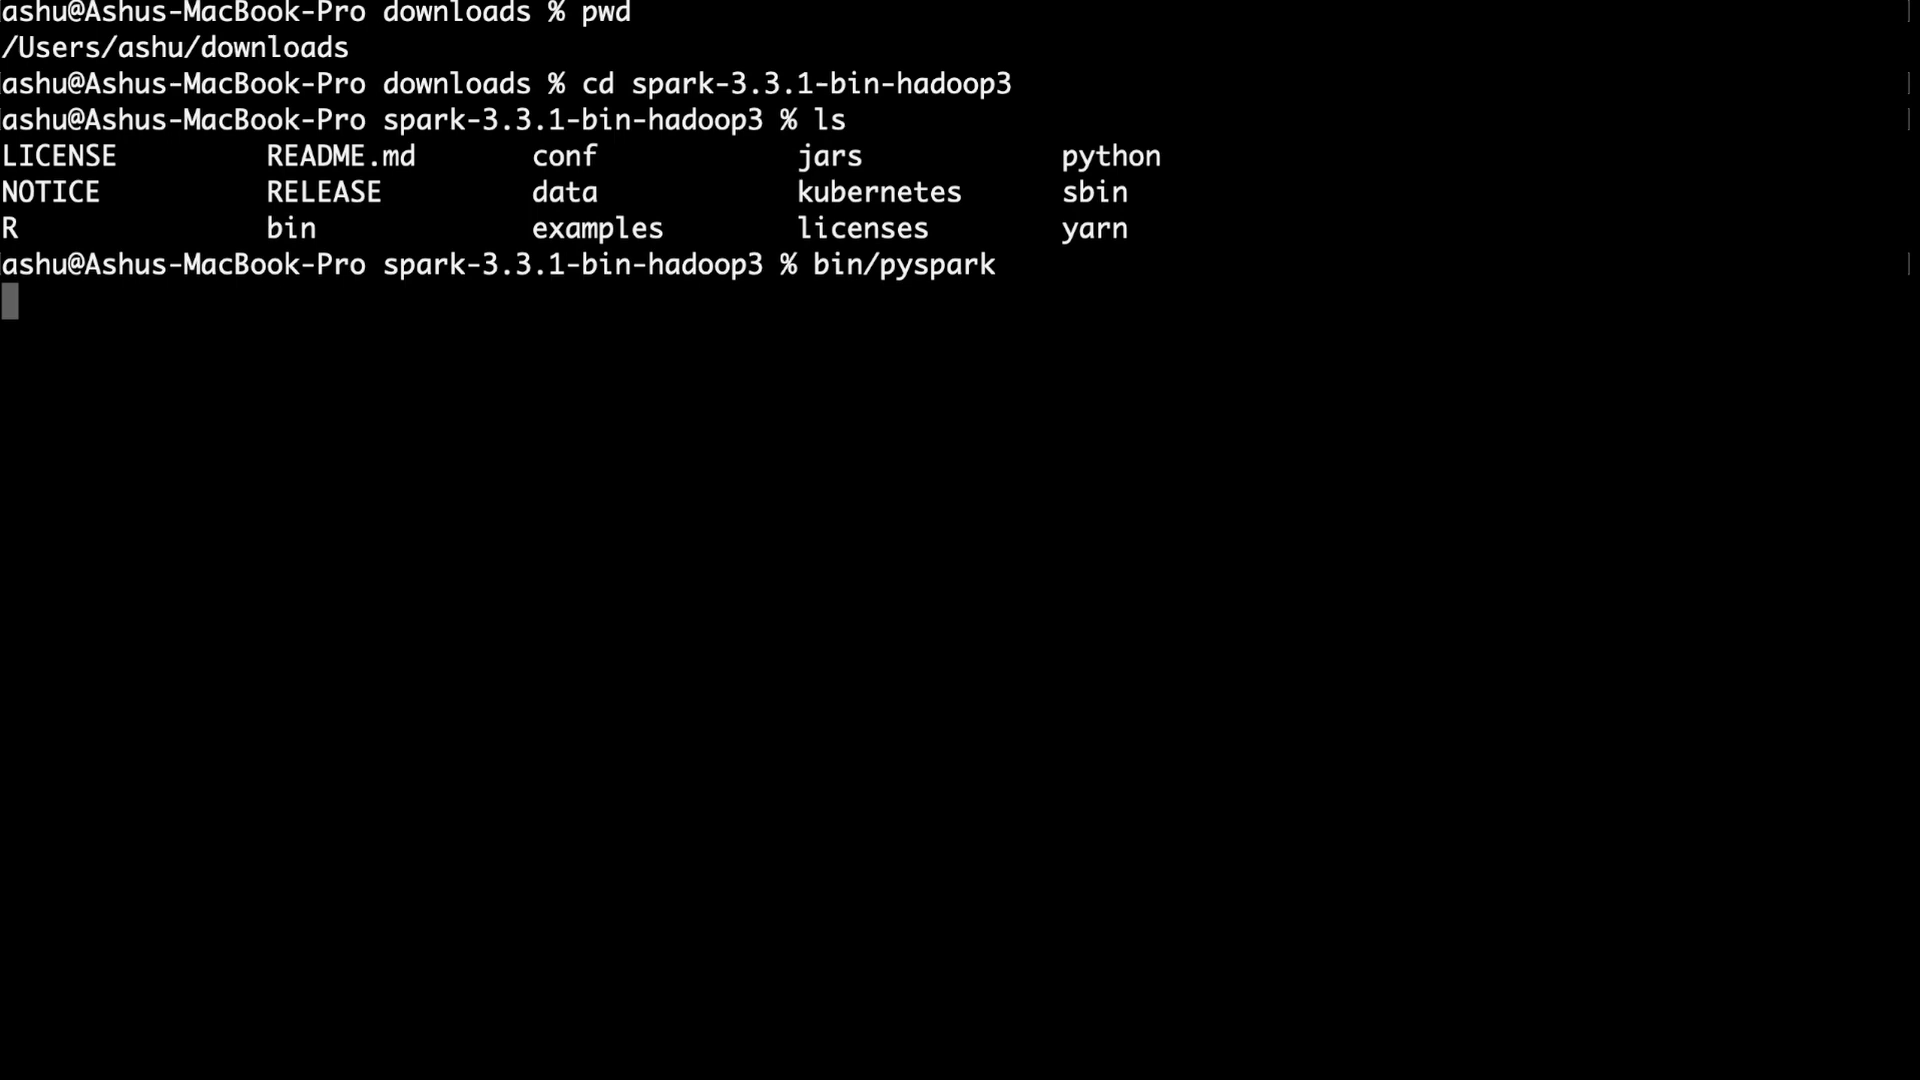 ashu@Ashus-MacBook-Pro downloads % pwd
/Users/ashu/downloads
ashu@Ashus-MacBook-Pro downloads % cd spark-3.3.1-bin-hadoop3
ashu@Ashus-MacBook-Pro spark-3.3.1-bin-hadoop3 % ls
LICENSE README.md conf jars python
NOTICE RELEASE data kubernetes sbin
R bin examples licenses yarn
ashu@Ashus-MacBook-Pro spark-3.3.1-bin-hadoop3 % bin/pyspark